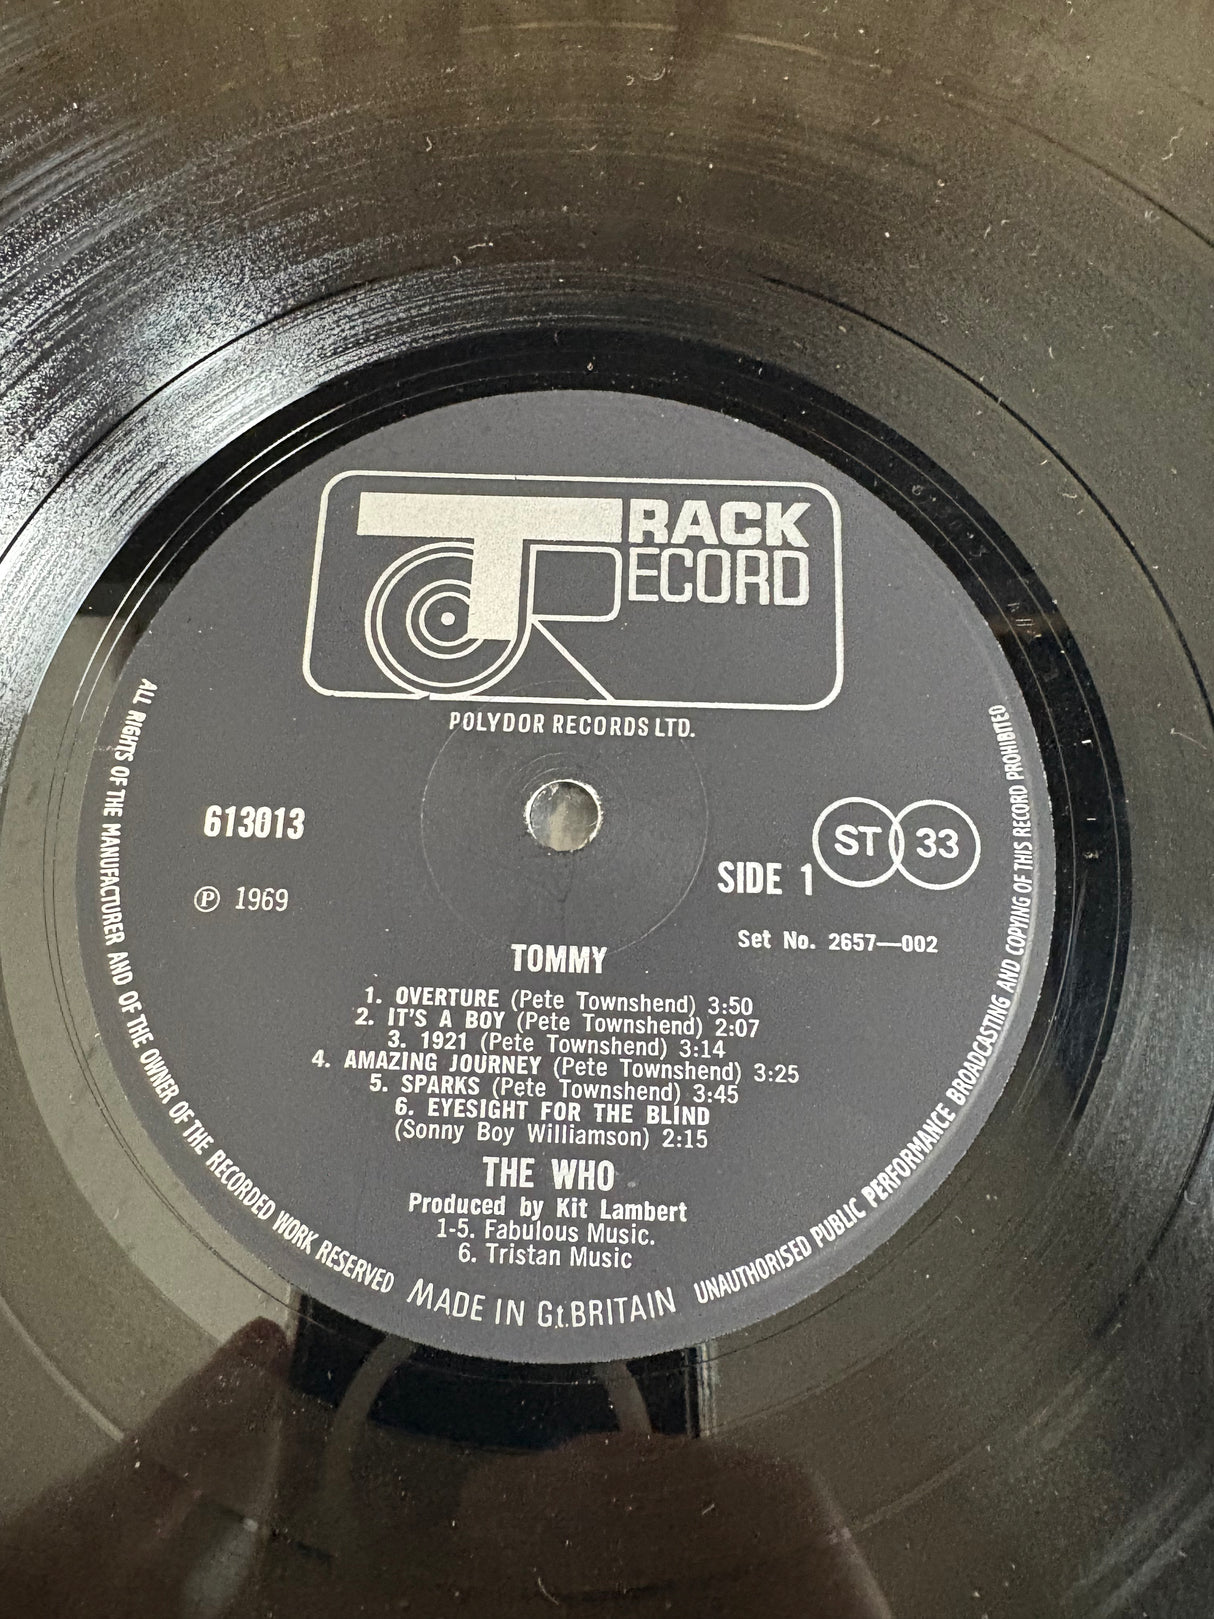 TRACK
RECORD
POLYDOR RECORDS LTD.
613013
ST 33
SIDE 1
℗ 1969
Set No. 2657—002
TOMMY
1. OVERTURE (Pete Townshend) 3:50
2. IT'S A BOY (Pete Townshend) 2:07
3. 1921 (Pete Townshend) 3:14
4. AMAZING JOURNEY (Pete Townshend) 3:25
5. SPARKS (Pete Townshend) 3:45
6. EYESIGHT FOR THE BLIND
(Sonny Boy Williamson) 2:15
THE WHO
Produced by Kit Lambert
1-5. Fabulous Music.
6. Tristan Music
ALL RIGHTS OF THE MANUFACTURER AND OF THE OWNER OF THE RECORDED WORK RESERVED
MADE IN Gt.BRITAIN
UNAUTHORISED PUBLIC PERFORMANCE BROADCASTING AND COPYING OF THIS RECORD PROHIBITED